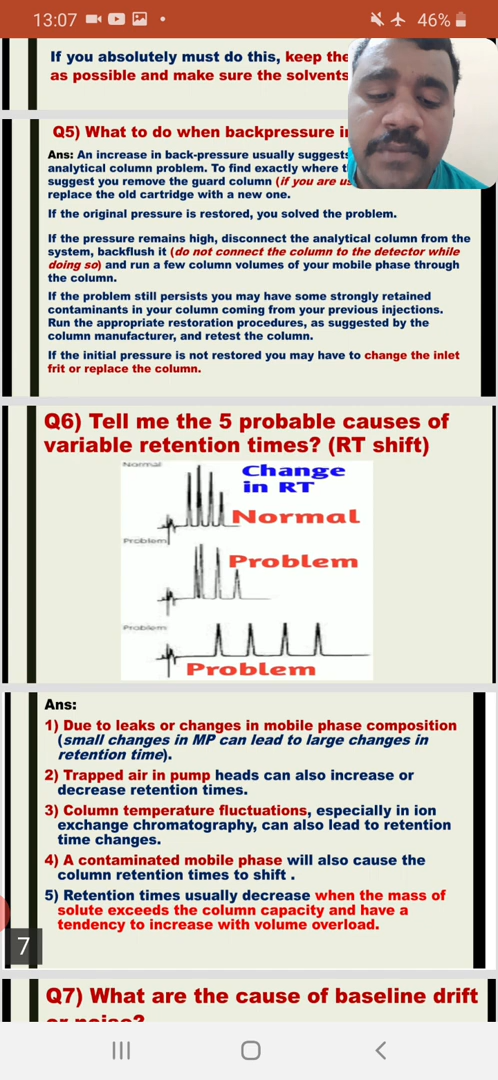 13:07
46%
If you absolutely must do this, keep the
as possible and make sure the solvents
Q5) What to do when backpressure
Ans: An increase in back-pressure usually suggests
analytical column problem. To find exactly where
suggest you remove the guard column (if you are
replace the old cartridge with a new one.
If the original pressure is restored, you solved the problem.
If the pressure remains high, disconnect the analytical column from the
system, backflush it (do not connect the column to the detector while
doing so) and run a few column volumes of your mobile phase through
the column.
If the problem still persists you may have some strongly retained
contaminants in your column coming from your previous injections.
Run the appropriate restoration procedures, as suggested by the
column manufacturer, and retest the column.
If the initial pressure is not restored you may have to change the inlet
frit or replace the column.
Q6) Tell me the 5 probable causes of
variable retention times? (RT shift)
Normal
Change
in RT
Normal
Problem
Problem
Problem
Problem
Ans:
1) Due to leaks or changes in mobile phase composition
(small changes in MP can lead to large changes in
retention time).
2) Trapped air in pump heads can also increase or
decrease retention times.
3) Column temperature fluctuations, especially in ion
exchange chromatography, can also lead to retention
time changes.
4) A contaminated mobile phase will also cause the
column retention times to shift .
5) Retention times usually decrease when the mass of
solute exceeds the column capacity and have a
tendency to increase with volume overload.
7
Q7) What are the cause of baseline drift
or noise?